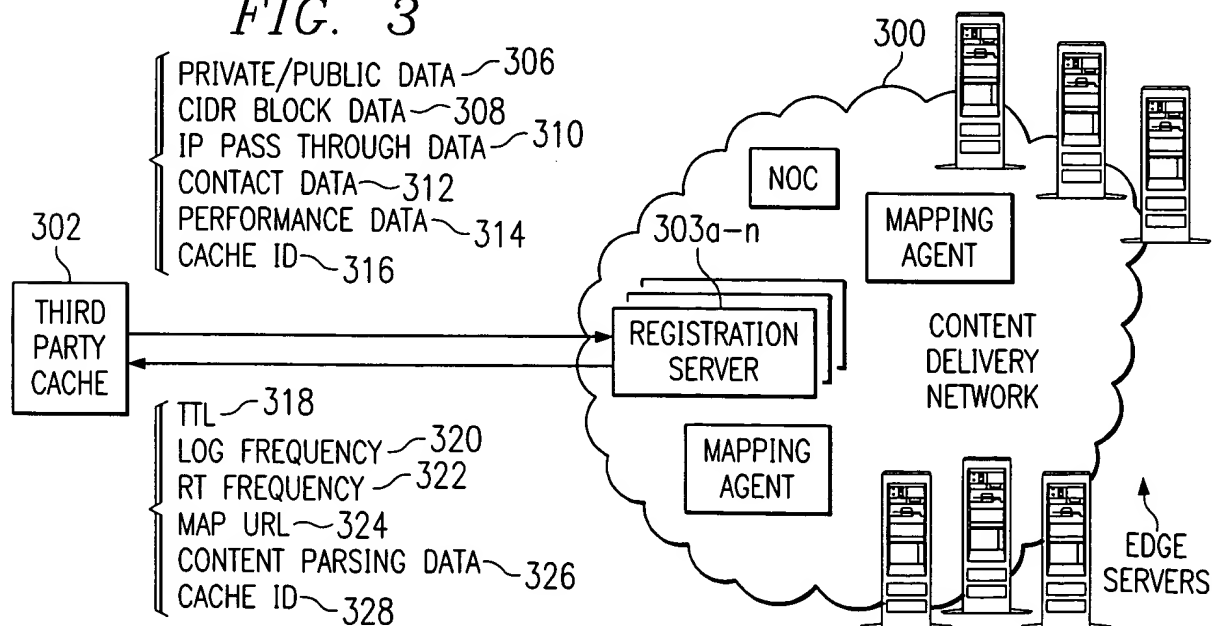 FIG. 3
PRIVATE/PUBLIC DATA 306
CIDR BLOCK DATA 308
IP PASS THROUGH DATA 310
CONTACT DATA 312
PERFORMANCE DATA 314
CACHE ID 316
302
THIRD
PARTY
CACHE
TTL 318
LOG FREQUENCY 320
RT FREQUENCY 322
MAP URL 324
CONTENT PARSING DATA 326
CACHE ID 328
300
NOC
MAPPING
AGENT
303a-n
REGISTRATION
SERVER
CONTENT
DELIVERY
NETWORK
MAPPING
AGENT
EDGE
SERVERS